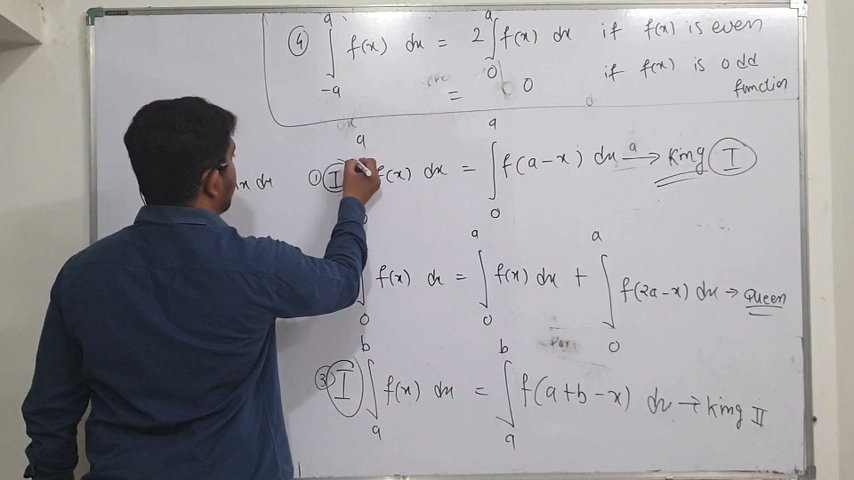 ④ ∫_{-a}^{a} f(x) dx = 2 ∫_{0}^{a} f(x) dx if f(x) is even
= 0 if f(x) is odd
function
x dx ① I f(x) dx = ∫_{0}^{a} f(a-x) dx →^{a} King I
∫_{0} f(x) dx = ∫_{0}^{a} f(x) dx + ∫_{0}^{a} f(2a-x) dx → Queen
③ I ∫_{a}^{b} f(x) dx = ∫_{a}^{b} f(a+b-x) dx → King II